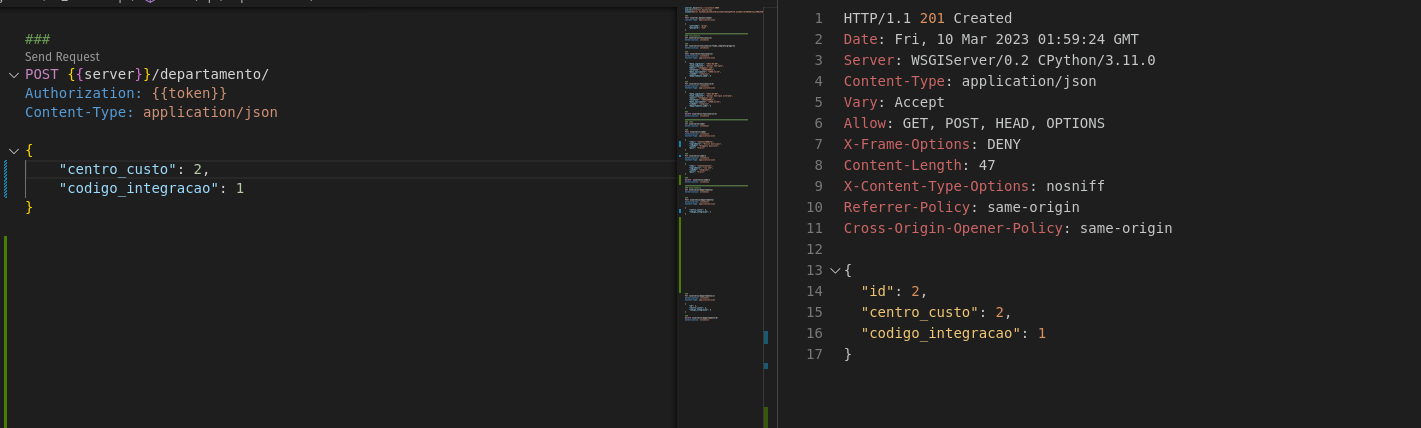 ###
Send Request
POST {{server}}/departamento/
Authorization: {{token}}
Content-Type: application/json
{
"centro_custo": 2,
"codigo_integracao": 1
}
1 HTTP/1.1 201 Created
2 Date: Fri, 10 Mar 2023 01:59:24 GMT
3 Server: WSGIServer/0.2 CPython/3.11.0
4 Content-Type: application/json
5 Vary: Accept
6 Allow: GET, POST, HEAD, OPTIONS
7 X-Frame-Options: DENY
8 Content-Length: 47
9 X-Content-Type-Options: nosniff
10 Referrer-Policy: same-origin
11 Cross-Origin-Opener-Policy: same-origin
12
13 {
14 "id": 2,
15 "centro_custo": 2,
16 "codigo_integracao": 1
17 }